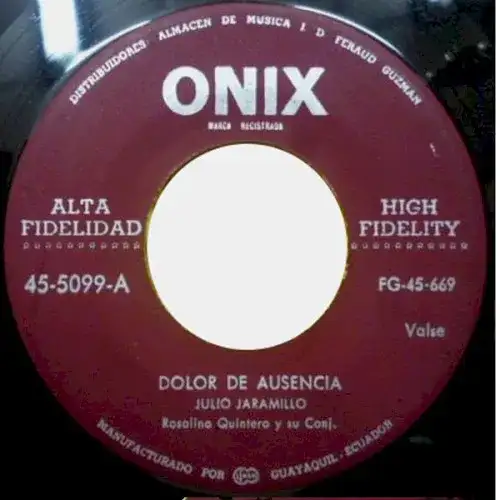 DISTRIBUIDORES: ALMACEN DE MUSICA J D FERAUD GUZMAN
ONIX
MARCA REGISTRADA
ALTA
FIDELIDAD
HIGH
FIDELITY
45-5099-A
FG-45-669
Valse
DOLOR DE AUSENCIA
JULIO JARAMILLO
Rosalino Quintero y su Conj.
MANUFACTURADO POR
GUAYAQUIL-ECUADOR